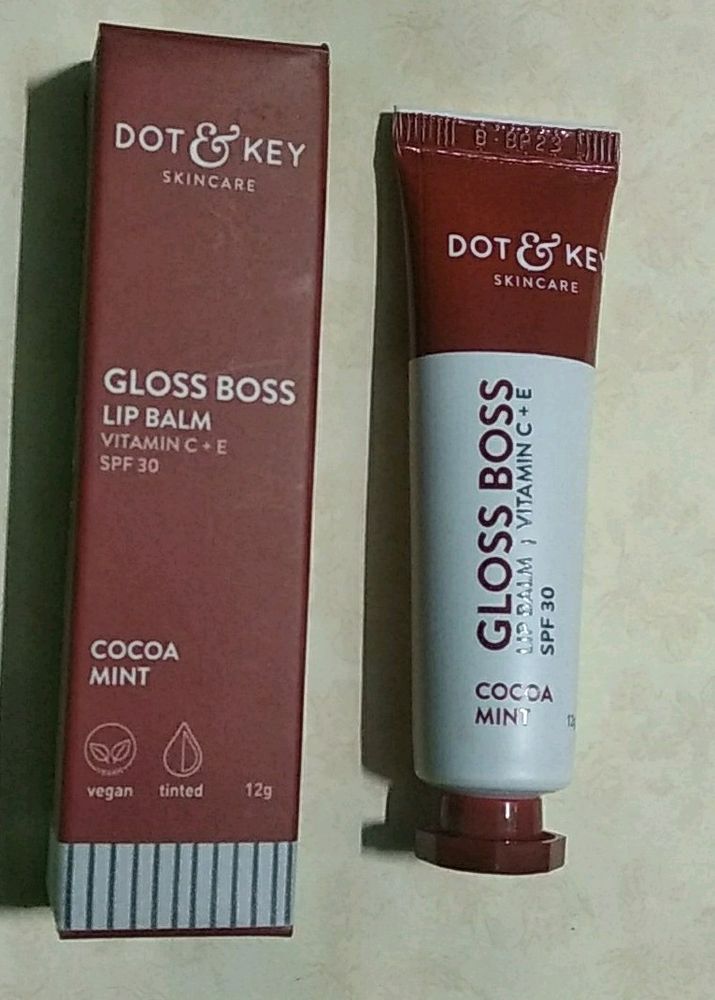 DOT & KEY
SKINCARE
GLOSS BOSS
LIP BALM
VITAMIN C + E
SPF 30
COCOA
MINT
vegan tinted 12g
B·BP23
DOT & KEY
SKINCARE
GLOSS BOSS
LIP BALM | VITAMIN C + E
SPF 30
COCOA
MINT